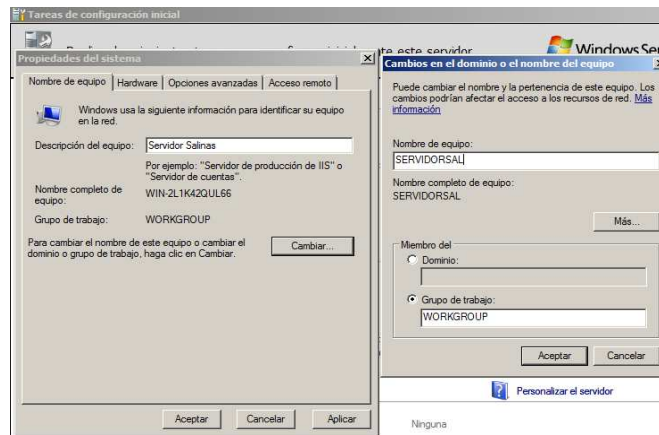 Tareas de configuración inicial
este servidor
Windows Ser
Propiedades del sistema
Nombre de equipo
Hardware
Opciones avanzadas
Acceso remoto
Windows usa la siguiente información para identificar su equipo
en la red.
Descripción del equipo:
Servidor Salinas
Por ejemplo: "Servidor de producción de IIS" o
"Servidor de cuentas".
Nombre completo de
equipo:
WIN-2L1K42QUL66
Grupo de trabajo:
WORKGROUP
Para cambiar el nombre de este equipo o cambiar el
dominio o grupo de trabajo, haga clic en Cambiar.
Cambiar...
Aceptar
Cancelar
Aplicar
Cambios en el dominio o el nombre del equipo
Puede cambiar el nombre y la pertenencia de este equipo. Los
cambios podrían afectar el acceso a los recursos de red. Más
información
Nombre de equipo:
SERVIDORSAL
Nombre completo de equipo:
SERVIDORSAL
Más...
Miembro del
Dominio:
Grupo de trabajo:
WORKGROUP
Aceptar
Cancelar
Personalizar el servidor
Ninguna